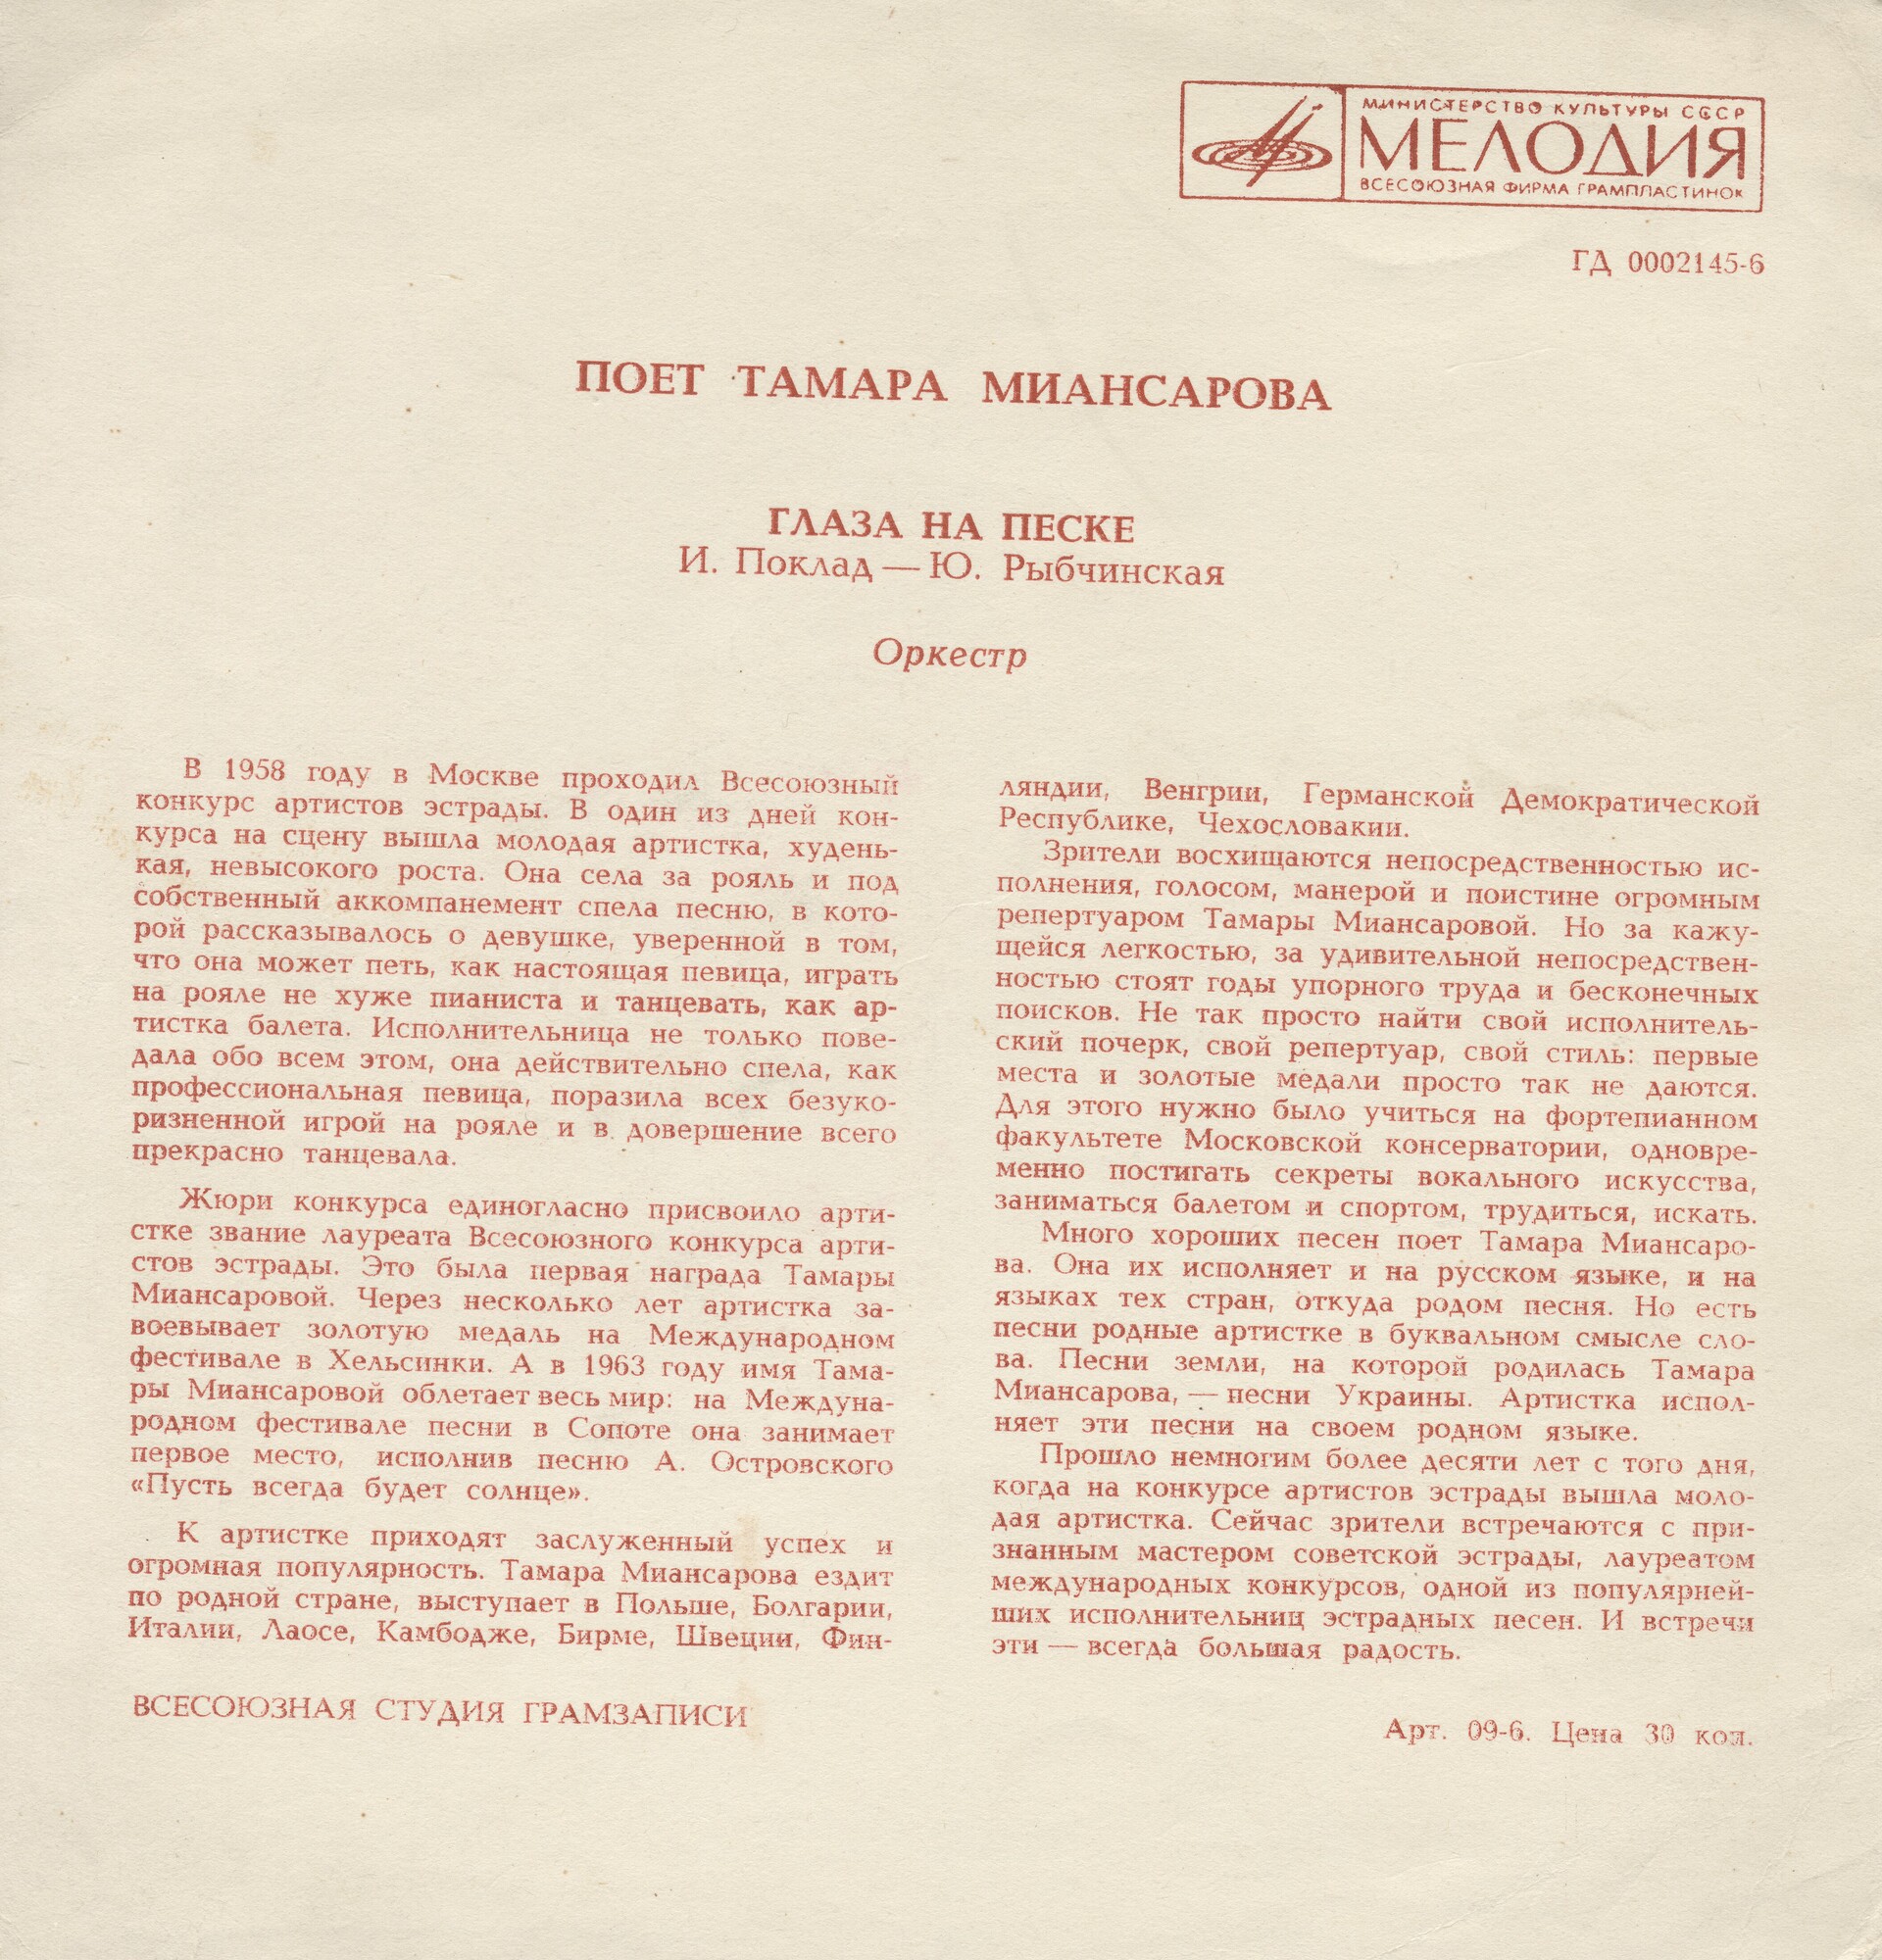 МИНИСТЕРСТВО КУЛЬТУРЫ СССР
МЕЛОДИЯ
ВСЕСОЮЗНАЯ ФИРМА ГРАМПЛАСТИНОК
ГД 0002145-6
ПОЕТ ТАМАРА МИАНСАРОВА
ГЛАЗА НА ПЕСКЕ
И. Поклад — Ю. Рыбчинская
Оркестр
В 1958 году в Москве проходил Всесоюзный
конкурс артистов эстрады. В один из дней кон-
курса на сцену вышла молодая артистка, худень-
кая, невысокого роста. Она села за рояль и под
собственный аккомпанемент спела песню, в кото-
рой рассказывалось о девушке, уверенной в том,
что она может петь, как настоящая певица, играть
на рояле не хуже пианиста и танцевать, как ар-
тистка балета. Исполнительница не только пове-
дала обо всем этом, она действительно спела, как
профессиональная певица, поразила всех безуко-
ризненной игрой на рояле и в довершение всего
прекрасно танцевала.
Жюри конкурса единогласно присвоило арти-
стке звание лауреата Всесоюзного конкурса арти-
стов эстрады. Это была первая награда Тамары
Миансаровой. Через несколько лет артистка за-
воевывает золотую медаль на Международном
фестивале в Хельсинки. А в 1963 году имя Тама-
ры Миансаровой облетает весь мир: на Междуна-
родном фестивале песни в Сопоте она занимает
первое место, исполнив песню А. Островского
«Пусть всегда будет солнце».
К артистке приходят заслуженный успех и
огромная популярность. Тамара Миансарова ездит
по родной стране, выступает в Польше, Болгарии,
Италии, Лаосе, Камбодже, Бирме, Швеции, Фин-
ляндии, Венгрии, Германской Демократической
Республике, Чехословакии.
Зрители восхищаются непосредственностью ис-
полнения, голосом, манерой и поистине огромным
репертуаром Тамары Миансаровой. Но за кажу-
щейся легкостью, за удивительной непосредствен-
ностью стоят годы упорного труда и бесконечных
поисков. Не так просто найти свой исполнитель-
ский почерк, свой репертуар, свой стиль: первые
места и золотые медали просто так не даются.
Для этого нужно было учиться на фортепианном
факультете Московской консерватории, одновре-
менно постигать секреты вокального искусства,
заниматься балетом и спортом, трудиться, искать.
Много хороших песен поет Тамара Миансаро-
ва. Она их исполняет и на русском языке, и на
языках тех стран, откуда родом песня. Но есть
песни родные артистке в буквальном смысле сло-
ва. Песни земли, на которой родилась Тамара
Миансарова, — песни Украины. Артистка испол-
няет эти песни на своем родном языке.
Прошло немногим более десяти лет с того дня,
когда на конкурсе артистов эстрады вышла моло-
дая артистка. Сейчас зрители встречаются с при-
знанным мастером советской эстрады, лауреатом
международных конкурсов, одной из популярней-
ших исполнительниц эстрадных песен. И встречи
эти — всегда большая радость.
ВСЕСОЮЗНАЯ СТУДИЯ ГРАМЗАПИСИ
Арт. 09-6. Цена 30 коп.